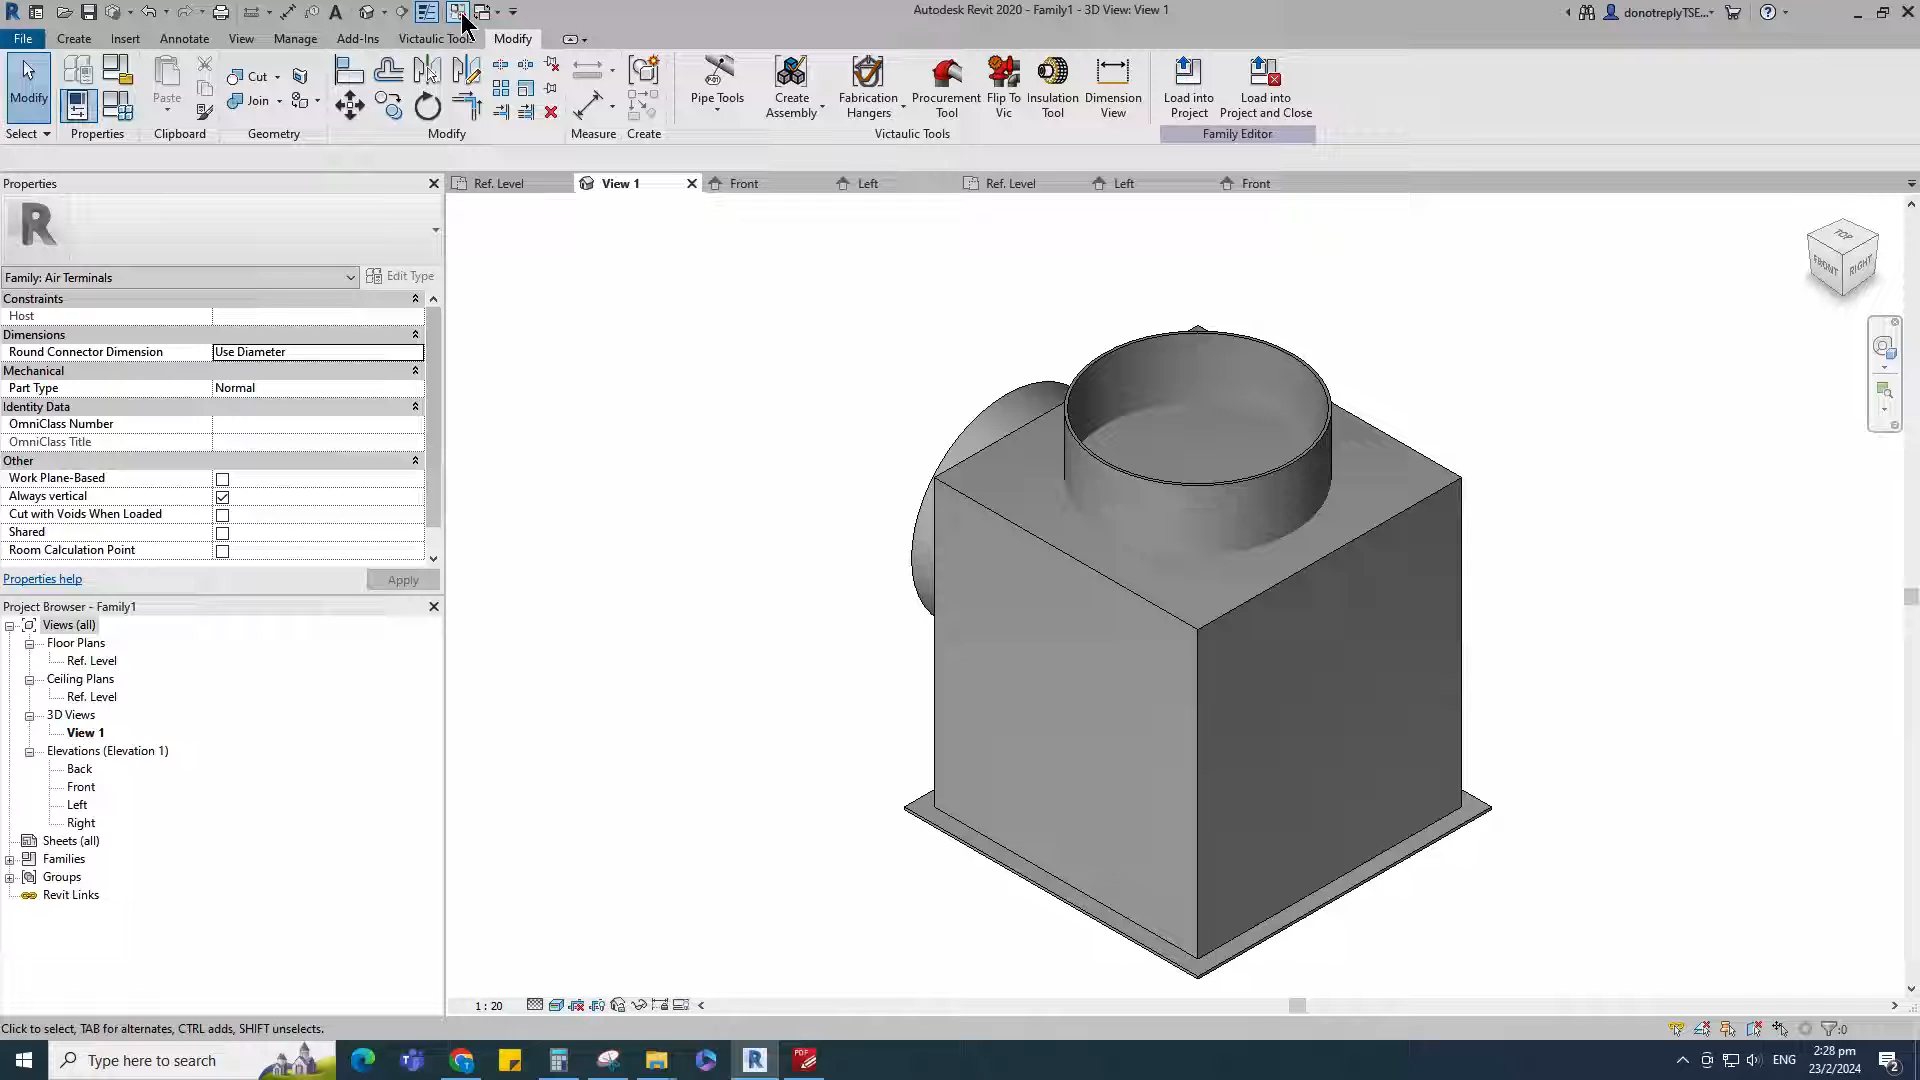 Autodesk Revit 2020 - Family1 - 3D View: View 1
donotreplyTSE...
File
Create
Insert
Annotate
View
Manage
Add-Ins
Victaulic Tools
Modify
Modify
Paste
Cut
Join
Pipe Tools
Create Assembly
Fabrication Hangers
Procurement Tool
Flip To Vic
Insulation Tool
Dimension View
Load into Project
Load into Project and Close
Select
Properties
Clipboard
Geometry
Modify
Measure
Create
Victaulic Tools
Family Editor
Properties
Ref. Level
View 1
Front
Left
Ref. Level
Left
Front
R
Family: Air Terminals
Edit Type
Constraints
Host
Dimensions
Round Connector Dimension Use Diameter
Mechanical
Part Type Normal
Identity Data
OmniClass Number
OmniClass Title
Other
Work Plane-Based
Always vertical
Cut with Voids When Loaded
Shared
Room Calculation Point
Properties help
Apply
TOP
FRONT
RIGHT
Project Browser - Family1
Views (all)
Floor Plans
Ref. Level
Ceiling Plans
Ref. Level
3D Views
View 1
Elevations (Elevation 1)
Back
Front
Left
Right
Sheets (all)
Families
Groups
Revit Links
1 : 20
Click to select, TAB for alternates, CTRL adds, SHIFT unselects.
:0
Type here to search
ENG
2:28 pm
23/2/2024
2